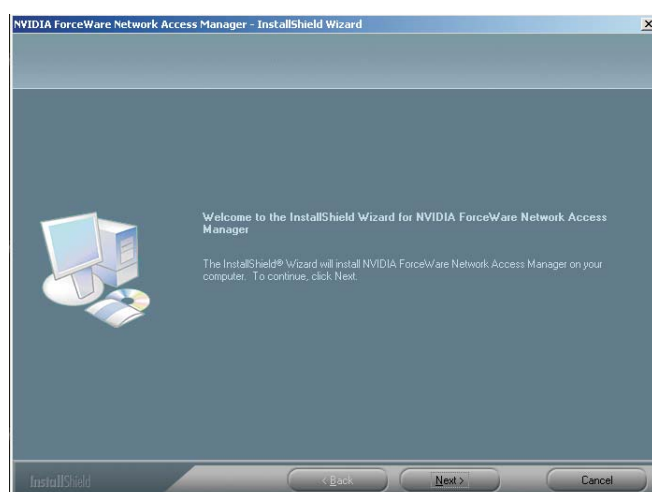 NVIDIA ForceWare Network Access Manager - InstallShield Wizard
Welcome to the InstallShield Wizard for NVIDIA ForceWare Network Access
Manager
The InstallShield® Wizard will install NVIDIA ForceWare Network Access Manager on your
computer. To continue, click Next.
InstallShield
< Back
Next >
Cancel